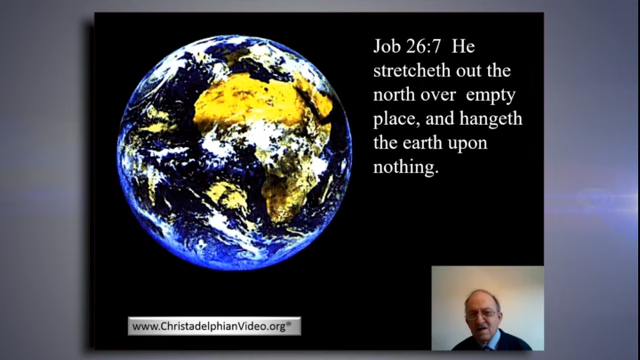 Job 26:7 He
stretcheth out the
north over empty
place, and hangeth
the earth upon
nothing.
www.ChristadelphianVideo.org®